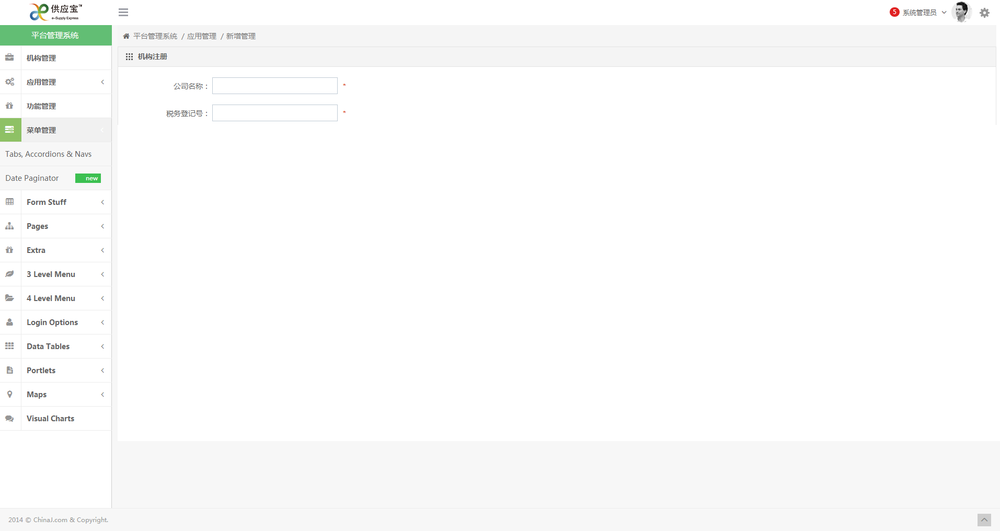 供应宝™
e-Supply Express
5 系统管理员
平台管理系统
平台管理系统 / 应用管理 / 新增管理
机构注册
公司名称： *
税务登记号： *
机构管理
应用管理
功能管理
菜单管理
Tabs, Accordions & Navs
Date Paginator new
Form Stuff
Pages
Extra
3 Level Menu
4 Level Menu
Login Options
Data Tables
Portlets
Maps
Visual Charts
2014 © ChinaJ.com & Copyright.